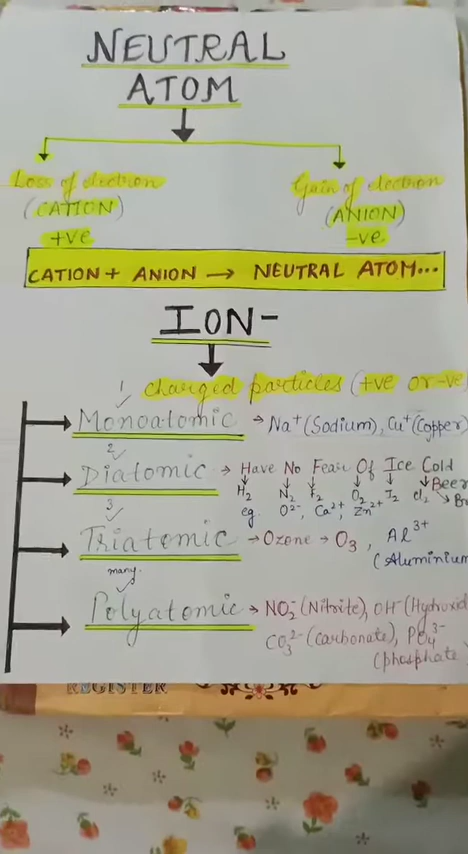 NEUTRAL
ATOM
Loss of electron
(CATION)
+ve
Gain of electron
(ANION)
-ve
CATION + ANION → NEUTRAL ATOM...
ION-
charged particles (+ve or -ve
1
Monoatomic → Na⁺ (Sodium), Cu⁺ (Copper)
2
Diatomic → Have No Fear Of Ice Cold Beer
H₂ N₂ F₂ O₂ I₂ Cl₂ Br
eg. O²⁻, Ca²⁺, Zn²⁺
3
Triatomic → Ozone → O₃, Al³⁺
(Aluminium
many
Polyatomic → NO₂⁻ (Nitrite), OH⁻ (Hydroxid
CO₃²⁻ (Carbonate), PO₄³⁻
(phosphate
REGISTER